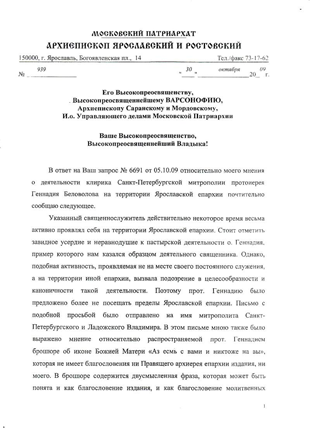 МОСКОВСКИЙ ПАТРИАРХАТ
АРХИЕПИСКОП ЯРОСЛАВСКИЙ И РОСТОВСКИЙ
150000, г. Ярославль, Богоявленская пл., 14 Тел./факс 73-17-62
№ 939 " 30 " октября 20 09 г.
Его Высокопреосвященству,
Высокопреосвященнейшему ВАРСОНОФИЮ,
Архиепископу Саранскому и Мордовскому,
И.о. Управляющего делами Московской Патриархии
Ваше Высокопреосвященство,
Высокопреосвященнейший Владыка!
В ответ на Ваш запрос № 6691 от 05.10.09 относительно моего мнения
о деятельности клирика Санкт-Петербургской митрополии протоиерея
Геннадия Беловолова на территории Ярославской епархии почтительно
сообщаю следующее.
Указанный священнослужитель действительно некоторое время весьма
активно проявлял себя на территории Ярославской епархии. Стоит отметить
завидное усердие и неравнодушие к пастырской деятельности о. Геннадия,
пример которого нам казался образом деятельного священника. Однако,
подобная активность, проявляемая не на месте своего постоянного служения,
а на территории иной епархии, вызвала подозрение в целесообразности и
каноничности такой деятельности. Поэтому прот. Геннадию было
предложено более не посещать пределы Ярославской епархии. Письмо с
подобной просьбой было отправлено на имя митрополита Санкт-
Петербургского и Ладожского Владимира. В этом письме мною также было
выражено мнение относительно распространяемой прот. Геннадием
брошюре об иконе Божией Матери «Аз есмь с вами и никтоже на вы»,
которая не имеет благословения ни Правящего архиерея епархии издания, ни
моего. В брошюре содержится двусмысленная фраза, которая может быть
понята и как благословение издания, и как благословение молитвенных
1